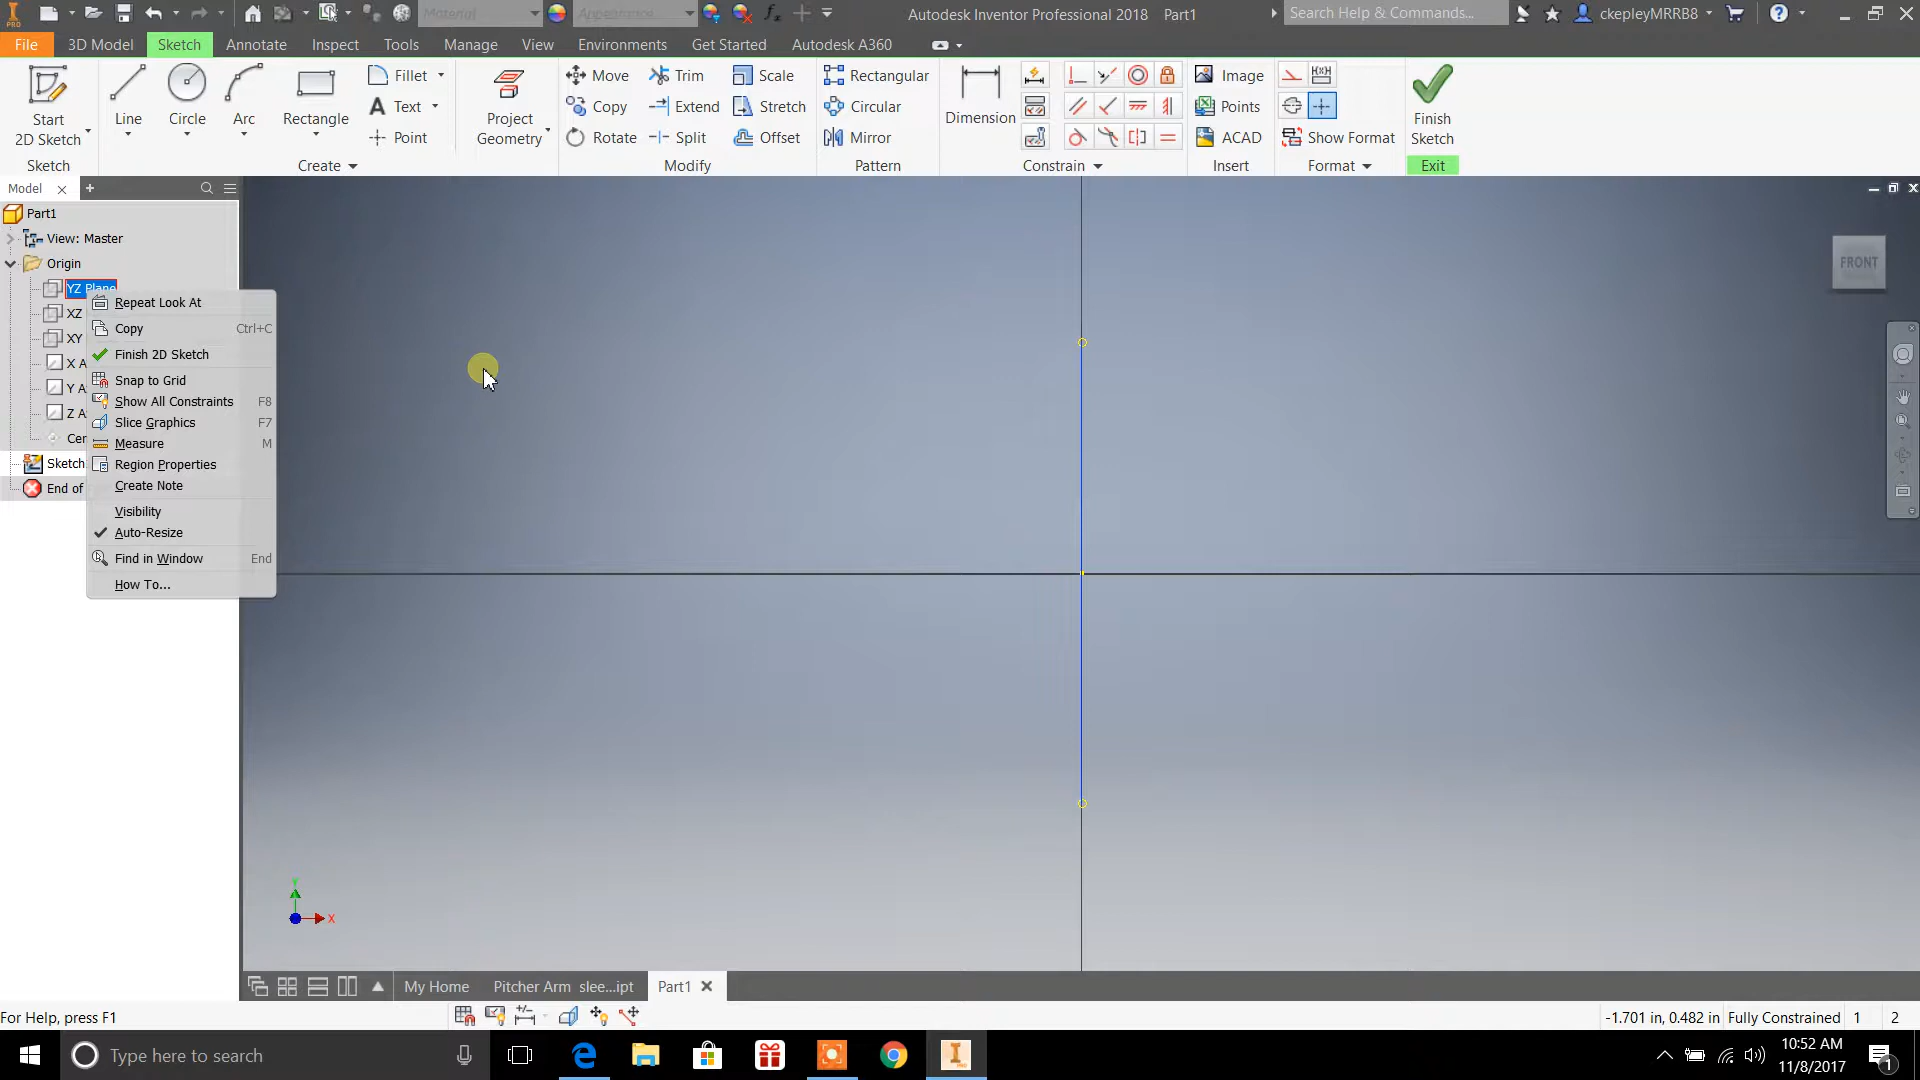 Material
Appearance
Autodesk Inventor Professional 2018 Part1
Search Help & Commands...
ckepleyMRRB8
PRO
File 3D Model Sketch Annotate Inspect Tools Manage View Environments Get Started Autodesk A360
Start
2D Sketch
Line
Circle
Arc
Rectangle
Fillet
Text
Point
Project
Geometry
Move
Copy
Rotate
Trim
Extend
Split
Scale
Stretch
Offset
Rectangular
Circular
Mirror
Dimension
Image
Points
ACAD
Show Format
Finish
Sketch
Sketch Create Modify Pattern Constrain Insert Format Exit
Model
Part1
View: Master
Origin
YZ Plane
XZ
XY
X A
Y A
Z A
Cer
Sketch
End of
Repeat Look At
Copy Ctrl+C
Finish 2D Sketch
Snap to Grid
Show All Constraints F8
Slice Graphics F7
Measure M
Region Properties
Create Note
Visibility
Auto-Resize
Find in Window End
How To...
FRONT
Y
X
My Home Pitcher Arm slee...ipt Part1
For Help, press F1
-1.701 in, 0.482 in Fully Constrained 1 2
Type here to search
10:52 AM
11/8/2017
1